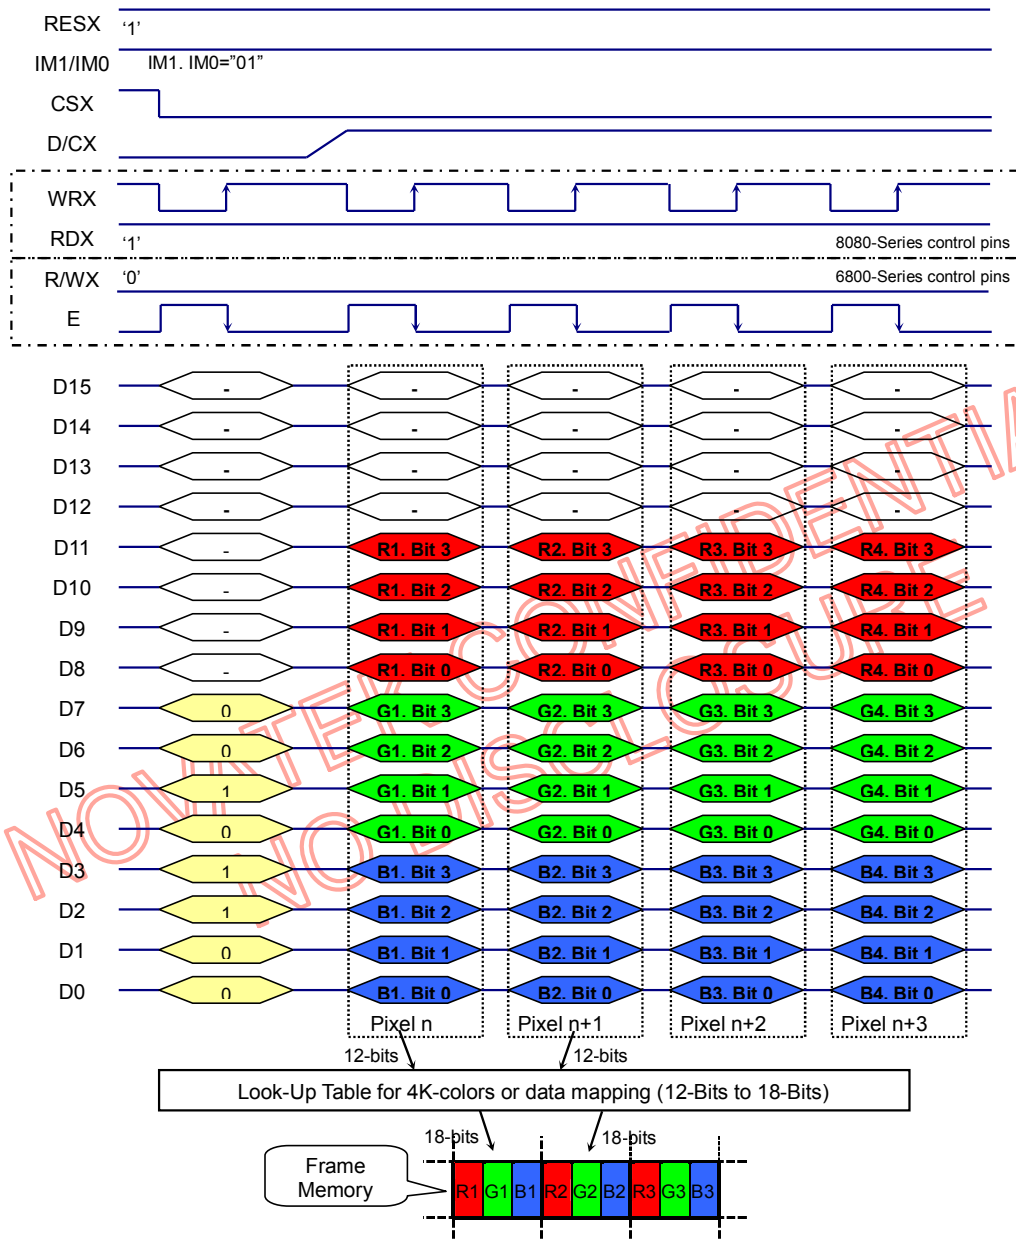 RESX '1'
IM1/IM0 IM1. IM0="01"
CSX
D/CX
WRX
RDX '1' 8080-Series control pins
R/WX '0' 6800-Series control pins
E
D15 - - - - -
D14 - - - - -
D13 - - - - -
D12 - - - - -
D11 - R1. Bit 3 R2. Bit 3 R3. Bit 3 R4. Bit 3
D10 - R1. Bit 2 R2. Bit 2 R3. Bit 2 R4. Bit 2
D9 - R1. Bit 1 R2. Bit 1 R3. Bit 1 R4. Bit 1
D8 - R1. Bit 0 R2. Bit 0 R3. Bit 0 R4. Bit 0
D7 0 G1. Bit 3 G2. Bit 3 G3. Bit 3 G4. Bit 3
D6 0 G1. Bit 2 G2. Bit 2 G3. Bit 2 G4. Bit 2
D5 1 G1. Bit 1 G2. Bit 1 G3. Bit 1 G4. Bit 1
D4 0 G1. Bit 0 G2. Bit 0 G3. Bit 0 G4. Bit 0
D3 1 B1. Bit 3 B2. Bit 3 B3. Bit 3 B4. Bit 3
D2 1 B1. Bit 2 B2. Bit 2 B3. Bit 2 B4. Bit 2
D1 0 B1. Bit 1 B2. Bit 1 B3. Bit 1 B4. Bit 1
D0 0 B1. Bit 0 B2. Bit 0 B3. Bit 0 B4. Bit 0
Pixel n Pixel n+1 Pixel n+2 Pixel n+3
12-bits 12-bits
Look-Up Table for 4K-colors or data mapping (12-Bits to 18-Bits)
18-bits 18-bits
Frame
Memory
R1 G1 B1 R2 G2 B2 R3 G3 B3
NOVATEK CONFIDENTIA
NO DISCLOSURE